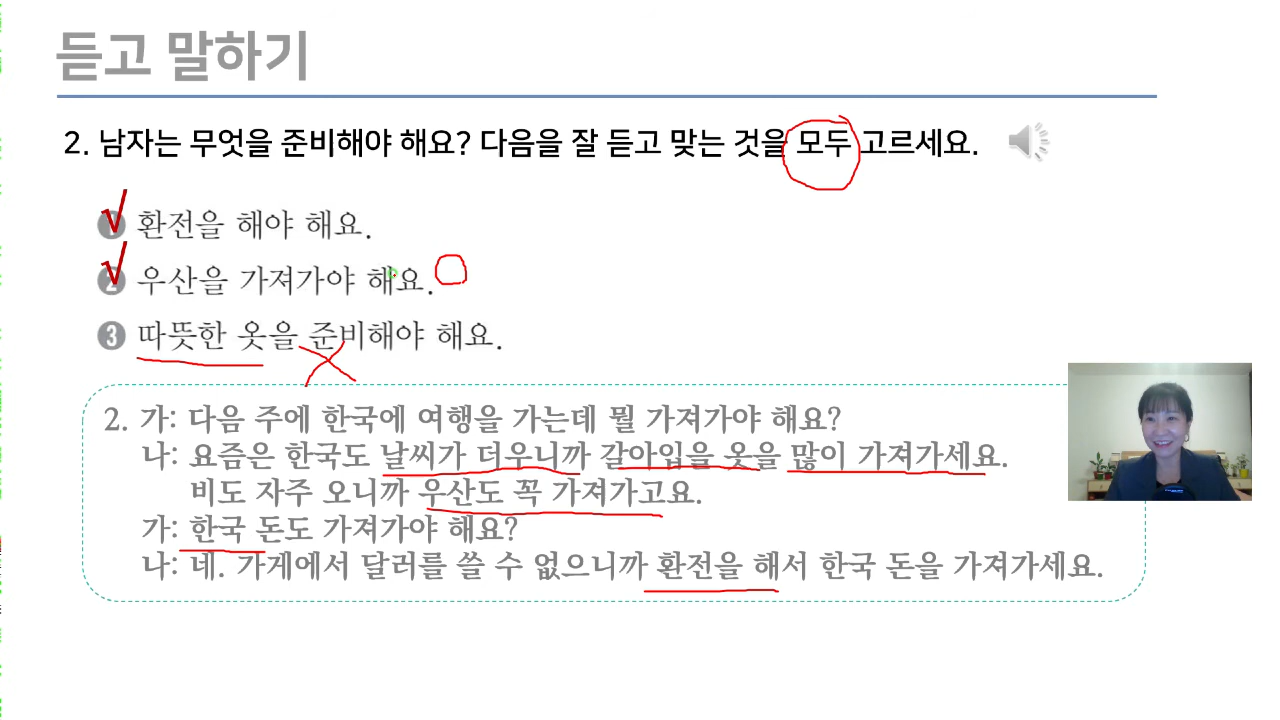 듣고 말하기
2. 남자는 무엇을 준비해야 해요? 다음을 잘 듣고 맞는 것을 모두 고르세요.
❶ 환전을 해야 해요.
❷ 우산을 가져가야 해요.
❸ 따뜻한 옷을 준비해야 해요.
2. 가: 다음 주에 한국에 여행을 가는데 뭘 가져가야 해요?
나: 요즘은 한국도 날씨가 더우니까 갈아입을 옷을 많이 가져가세요.
비도 자주 오니까 우산도 꼭 가져가고요.
가: 한국 돈도 가져가야 해요?
나: 네. 가게에서 달러를 쓸 수 없으니까 환전을 해서 한국 돈을 가져가세요.